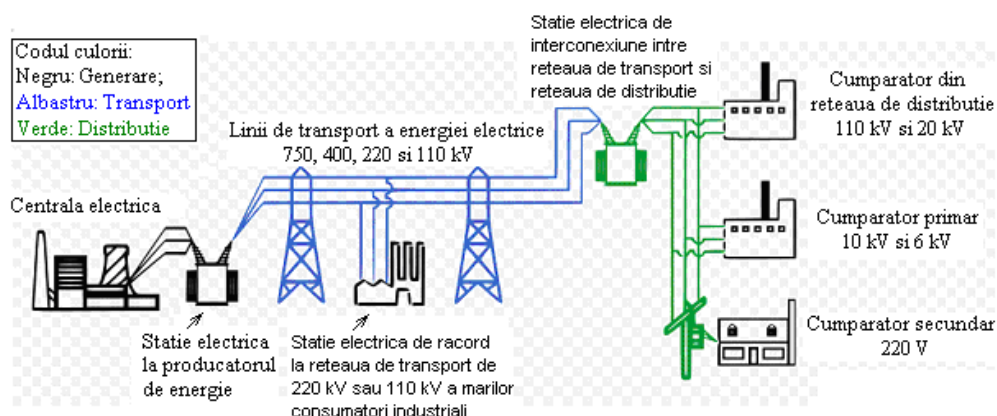 Codul culorii:
Negru: Generare;
Albastru: Transport
Verde: Distributie
Statie electrica de
interconexiune intre
reteaua de transport si
reteaua de distributie
Linii de transport a energiei electrice
750, 400, 220 si 110 kV
Cumparator din
reteaua de distributie
110 kV si 20 kV
Centrala electrica
Cumparator primar
10 kV si 6 kV
Statie electrica
la producatorul
de energie
Statie electrica de racord
la reteaua de transport de
220 kV sau 110 kV a marilor
consumatori industriali
Cumparator secundar
220 V